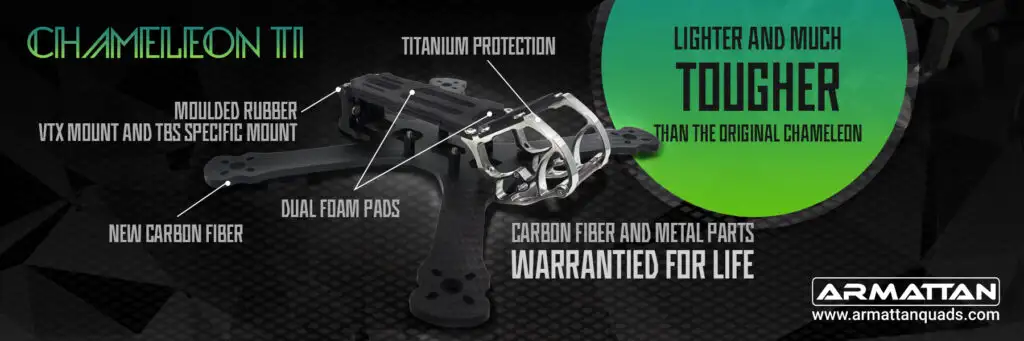 CHAMELEON TI
TITANIUM PROTECTION
MOULDED RUBBER
VTX MOUNT AND TBS SPECIFIC MOUNT
DUAL FOAM PADS
NEW CARBON FIBER
LIGHTER AND MUCH
TOUGHER
THAN THE ORIGINAL CHAMELEON
CARBON FIBER AND METAL PARTS
WARRANTIED FOR LIFE
ARMATTAN
www.armattanquads.com